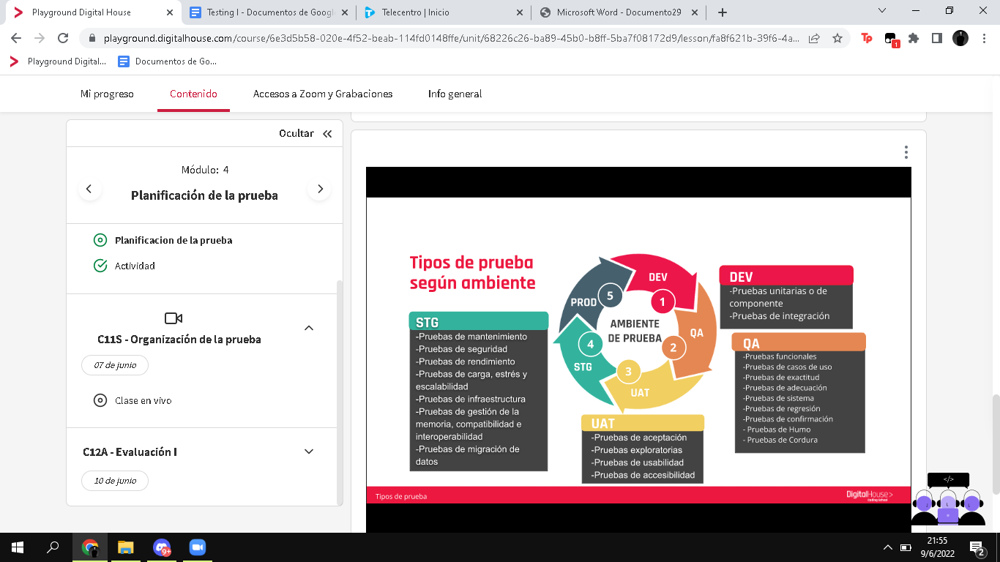 Playground Digital House
Testing I - Documentos de Googl
Telecentro | Inicio
Microsoft Word - Documento29
playground.digitalhouse.com/course/6e3d5b58-020e-4f52-beab-114fd0148ffe/unit/68226c26-ba89-45b0-b8ff-5ba7f08172d9/lesson/fa8f621b-39f6-4a...
Tp
1
Playground Digital...
Documentos de Go...
Mi progreso
Contenido
Accesos a Zoom y Grabaciones
Info general
Ocultar
Módulo: 4
Planificación de la prueba
Planificacion de la prueba
Actividad
C11S - Organización de la prueba
07 de junio
Clase en vivo
C12A - Evaluación I
10 de junio
Tipos de prueba
según ambiente
AMBIENTE
DE PRUEBA
DEV
1
QA
2
UAT
3
STG
4
PROD
5
DEV
-Pruebas unitarias o de
componente
-Pruebas de integración
QA
-Pruebas funcionales
-Pruebas de casos de uso
-Pruebas de exactitud
-Pruebas de adecuación
-Pruebas de sistema
-Pruebas de regresión
-Pruebas de confirmación
- Pruebas de Humo
- Pruebas de Cordura
UAT
-Pruebas de aceptación
-Pruebas exploratorias
-Pruebas de usabilidad
-Pruebas de accesibilidad
STG
-Pruebas de mantenimiento
-Pruebas de seguridad
-Pruebas de rendimiento
-Pruebas de carga, estrés y
escalabilidad
-Pruebas de infraestructura
-Pruebas de gestión de la
memoria, compatibilidad e
interoperabilidad
-Pruebas de migración de
datos
Tipos de prueba
DigitalHouse>
</>
9+
21:55
9/6/2022
2